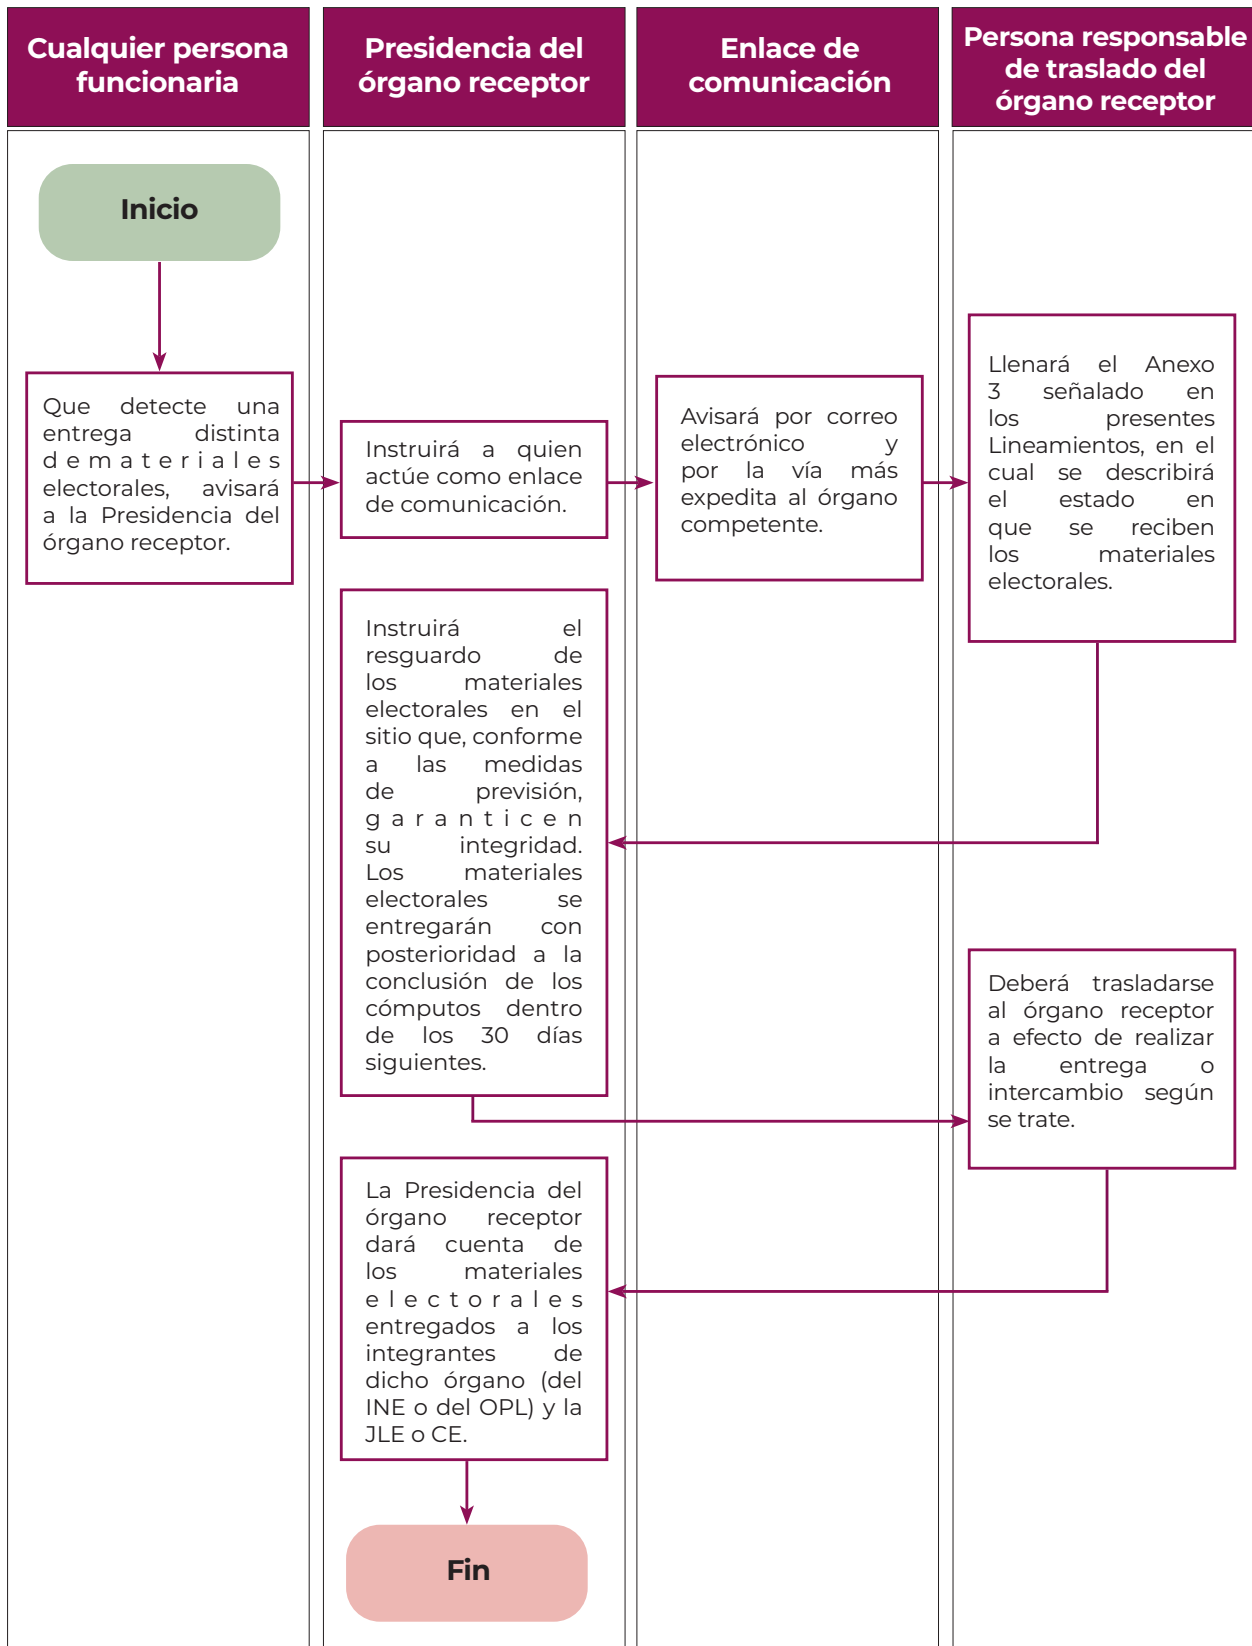 Cualquier persona
funcionaria
Presidencia del
órgano receptor
Enlace de
comunicación
Persona responsable
de traslado del
órgano receptor
Inicio
Que detecte una
entrega distinta
demateriales
electorales, avisará
a la Presidencia del
órgano receptor.
Instruirá a quien
actúe como enlace
de comunicación.
Avisará por correo
electrónico y
por la vía más
expedita al órgano
competente.
Llenará el Anexo
3 señalado en
los presentes
Lineamientos, en el
cual se describirá
el estado en
que se reciben
los materiales
electorales.
Instruirá el
resguardo de
los materiales
electorales en el
sitio que, conforme
a las medidas
de previsión,
garanticen
su integridad.
Los materiales
electorales se
entregarán con
posterioridad a la
conclusión de los
cómputos dentro
de los 30 días
siguientes.
Deberá trasladarse
al órgano receptor
a efecto de realizar
la entrega o
intercambio según
se trate.
La Presidencia del
órgano receptor
dará cuenta de
los materiales
electorales
entregados a los
integrantes de
dicho órgano (del
INE o del OPL) y la
JLE o CE.
Fin